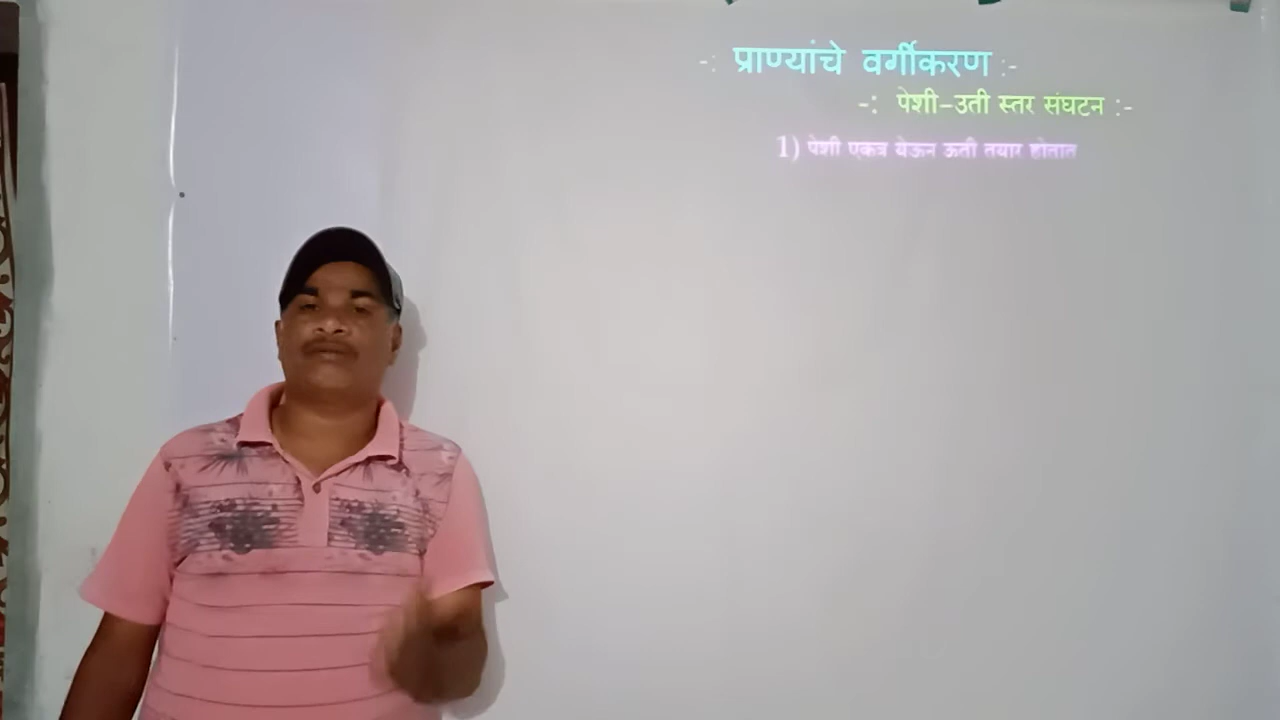 -: प्राण्यांचे वर्गीकरण :-
-: पेशी-उती स्तर संघटन :-
1) पेशी एकत्र येऊन ऊती तयार होतात